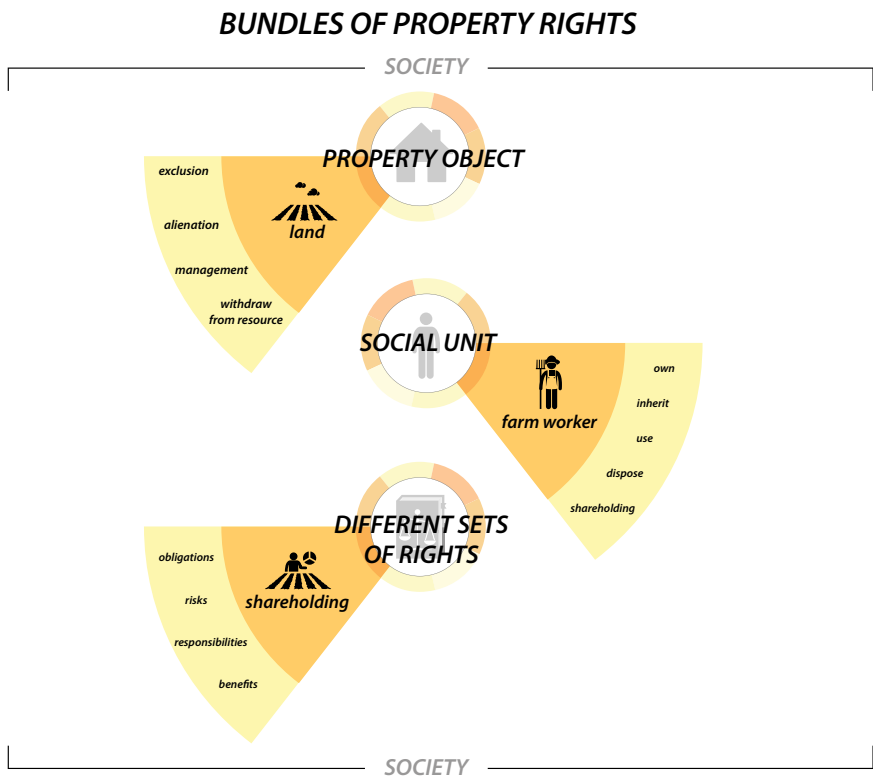 BUNDLES OF PROPERTY RIGHTS
SOCIETY
PROPERTY OBJECT
exclusion
alienation
management
withdraw
from resource
land
SOCIAL UNIT
farm worker
own
inherit
use
dispose
shareholding
DIFFERENT SETS
OF RIGHTS
obligations
risks
responsibilities
benefits
shareholding
SOCIETY